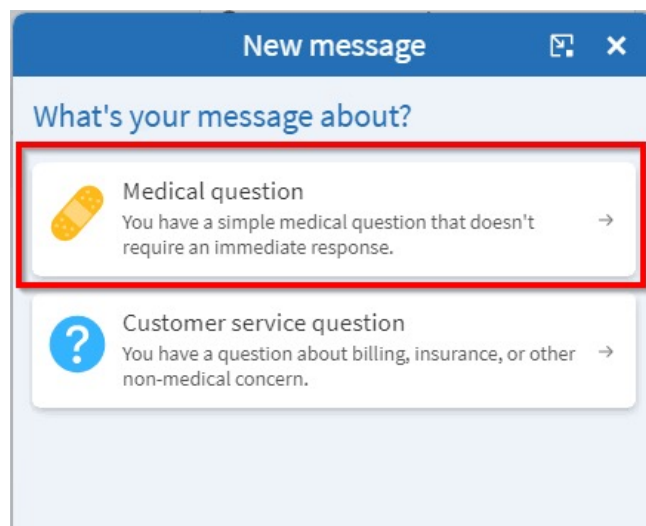 New message
What's your message about?
Medical question
You have a simple medical question that doesn't
require an immediate response.
Customer service question
You have a question about billing, insurance, or other
non-medical concern.